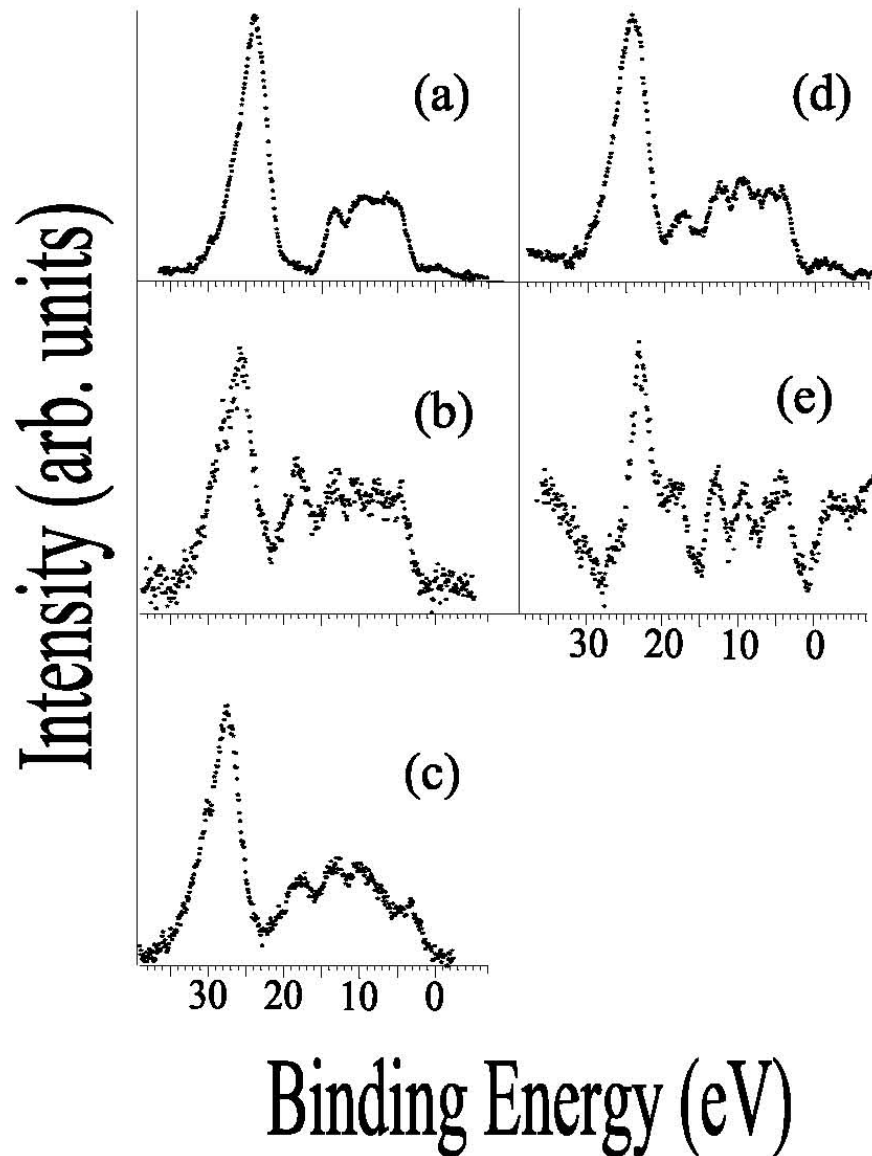 Intensity (arb. units)
(a)
(d)
(b)
(e)
30 20 10 0
(c)
30 20 10 0
Binding Energy (eV)